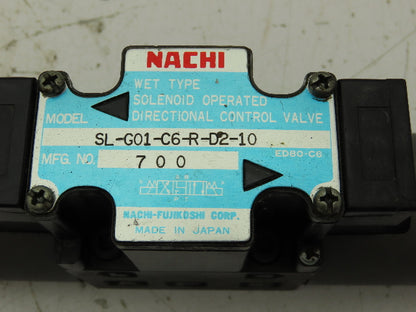 NACHI
WET TYPE
SOLENOID OPERATED
DIRECTIONAL CONTROL VALVE
MODEL
SL-G01-C6-R-D2-10
MFG. NO. 700
EDBC-C6
NACHI-FUJIKOSHI CORP.
MADE IN JAPAN